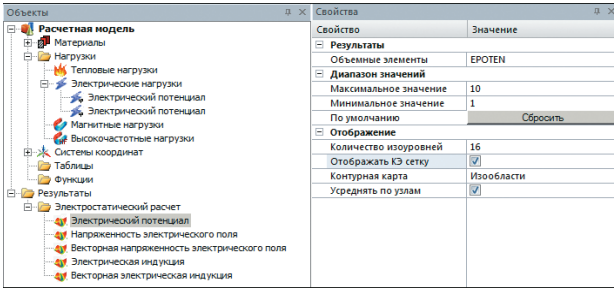 Объекты
Расчетная модель
Материалы
Нагрузки
Тепловые нагрузки
Электрические нагрузки
Электрический потенциал
Электрический потенциал
Магнитные нагрузки
Высокочастотные нагрузки
Системы координат
Таблицы
Функции
Результаты
Электростатический расчет
Электрический потенциал
Напряженность электрического поля
Векторная напряженность электрического поля
Электрическая индукция
Векторная электрическая индукция
Свойства
Свойство Значение
Результаты
Объемные элементы EPOTEN
Диапазон значений
Максимальное значение 10
Минимальное значение 1
По умолчанию Сбросить
Отображение
Количество изоуровней 16
Отображать КЭ сетку
Контурная карта Изообласти
Усреднять по узлам